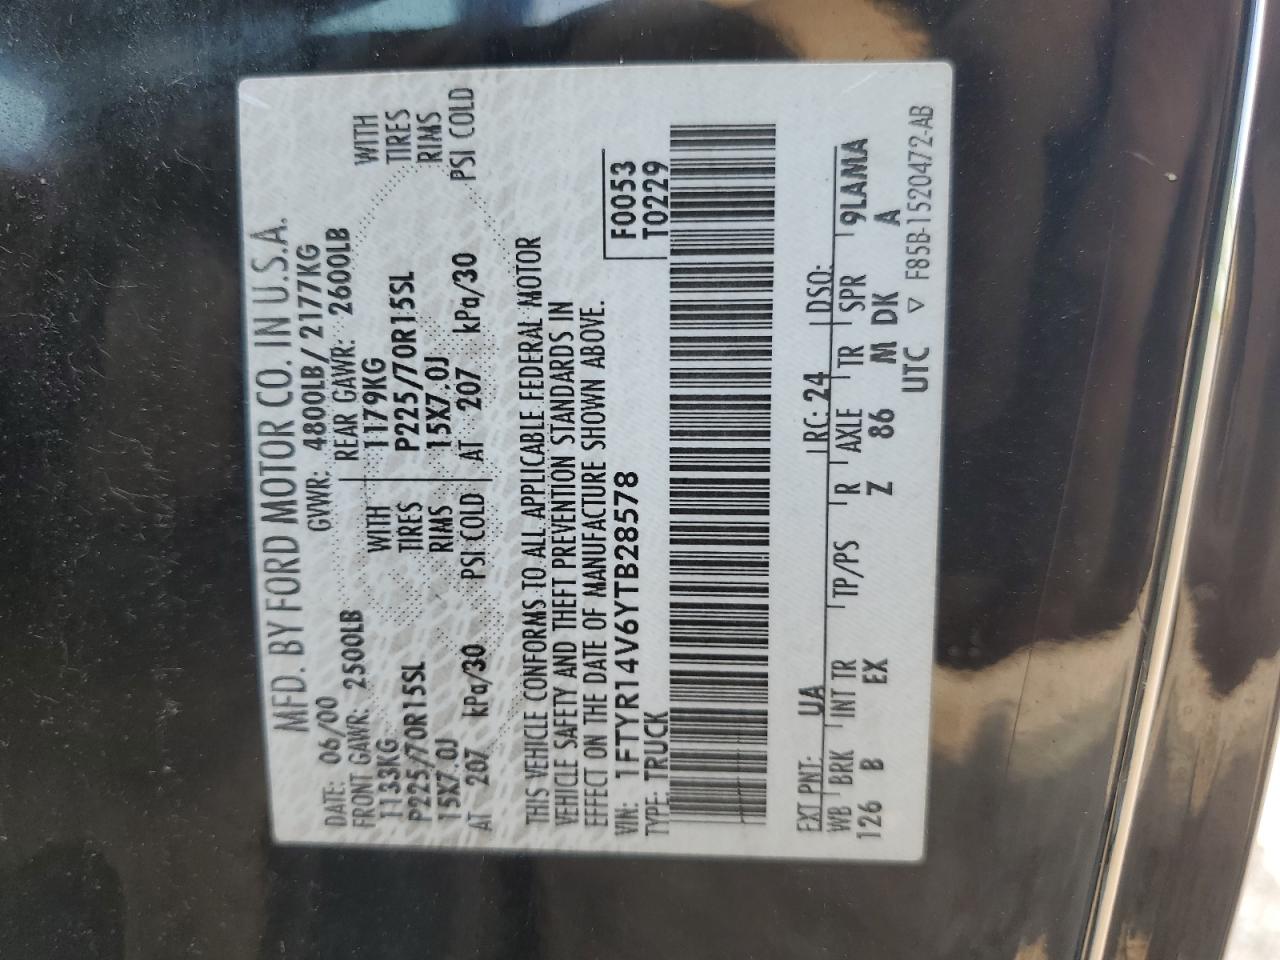 MFD. BY FORD MOTOR CO. IN U.S.A.
DATE: 06/00 GVWR: 4800LB/ 2177KG
FRONT GAWR: 2500LB REAR GAWR: 2600LB
1133KG WITH 1179KG WITH
P225/70R15SL TIRES P225/70R15SL TIRES
15X7.0J RIMS 15X7.0J RIMS
AT 207 kPa/30 PSI COLD AT 207 kPa/30 PSI COLD
THIS VEHICLE CONFORMS TO ALL APPLICABLE FEDERAL MOTOR
VEHICLE SAFETY AND THEFT PREVENTION STANDARDS IN
EFFECT ON THE DATE OF MANUFACTURE SHOWN ABOVE.
VIN: 1FTYR14V6YTB28578 F0053
TYPE: TRUCK T0229
EXT PNT: UA RC: 24 DSO:
WB BRK INT TR TP/PS R AXLE TR SPR 9LAMA
126 B EX Z 86 M DK A
UTC ▽ F85B-1520472-AB